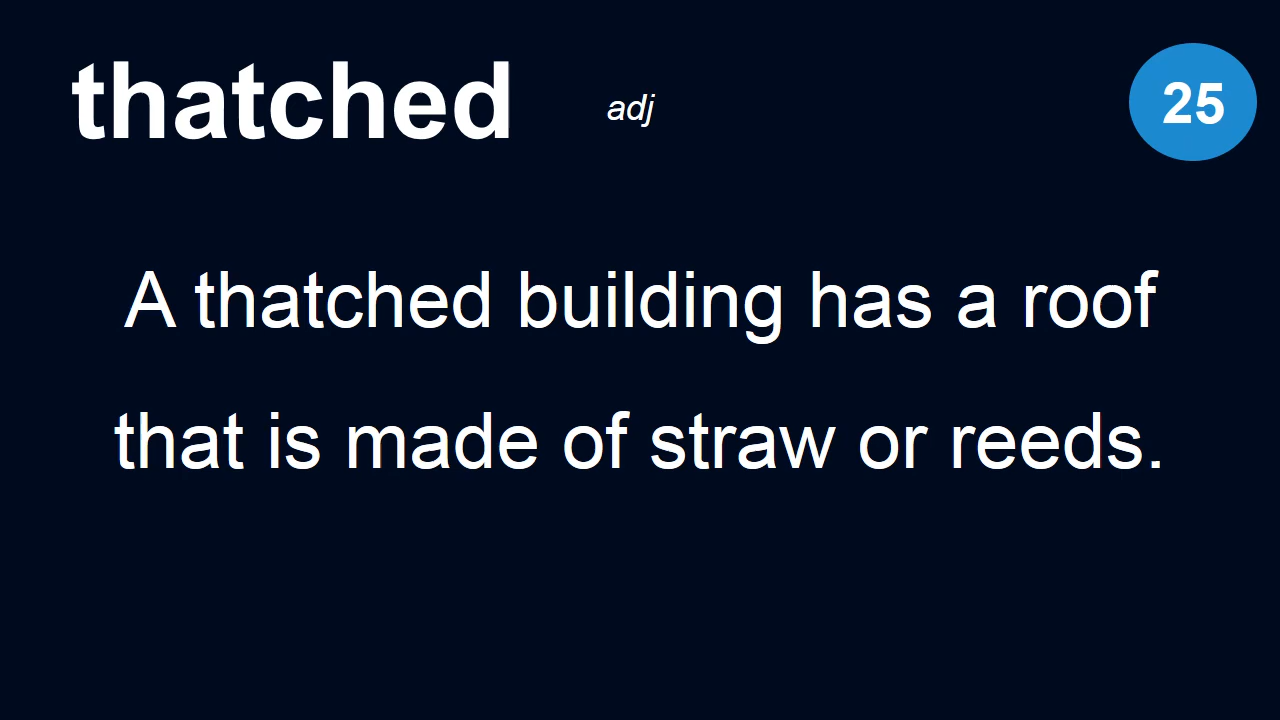 thatched adj 25
A thatched building has a roof
that is made of straw or reeds.